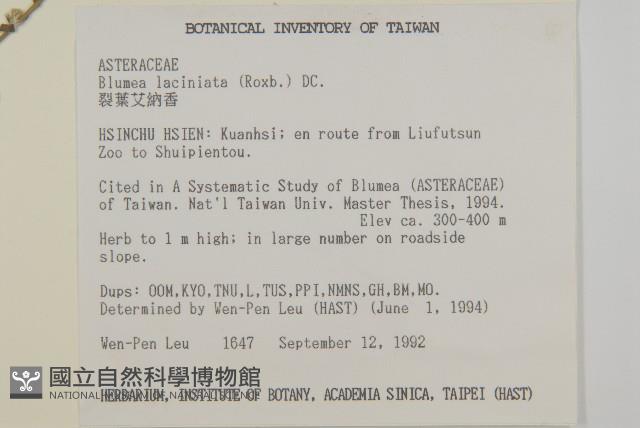 BOTANICAL INVENTORY OF TAIWAN
ASTERACEAE
Blumea laciniata (Roxb.) DC.
裂葉艾納香
HSINCHU HSIEN: Kuanhsi; en route from Liufutsun
Zoo to Shuipientou.
Cited in A Systematic Study of Blumea (ASTERACEAE)
of Taiwan. Nat'l Taiwan Univ. Master Thesis, 1994.
Elev ca. 300-400 m
Herb to 1 m high; in large number on roadside
slope.
Dups: OOM,KYO,TNU,L,TUS,PPI,NMNS,GH,BM,MO.
Determined by Wen-Pen Leu (HAST) (June 1, 1994)
Wen-Pen Leu 1647 September 12, 1992
國立自然科學博物館
NATIONAL MUSEUM OF NATURAL SCIENCE
HERBARIUM, INSTITUTE OF BOTANY, ACADEMIA SINICA, TAIPEI (HAST)